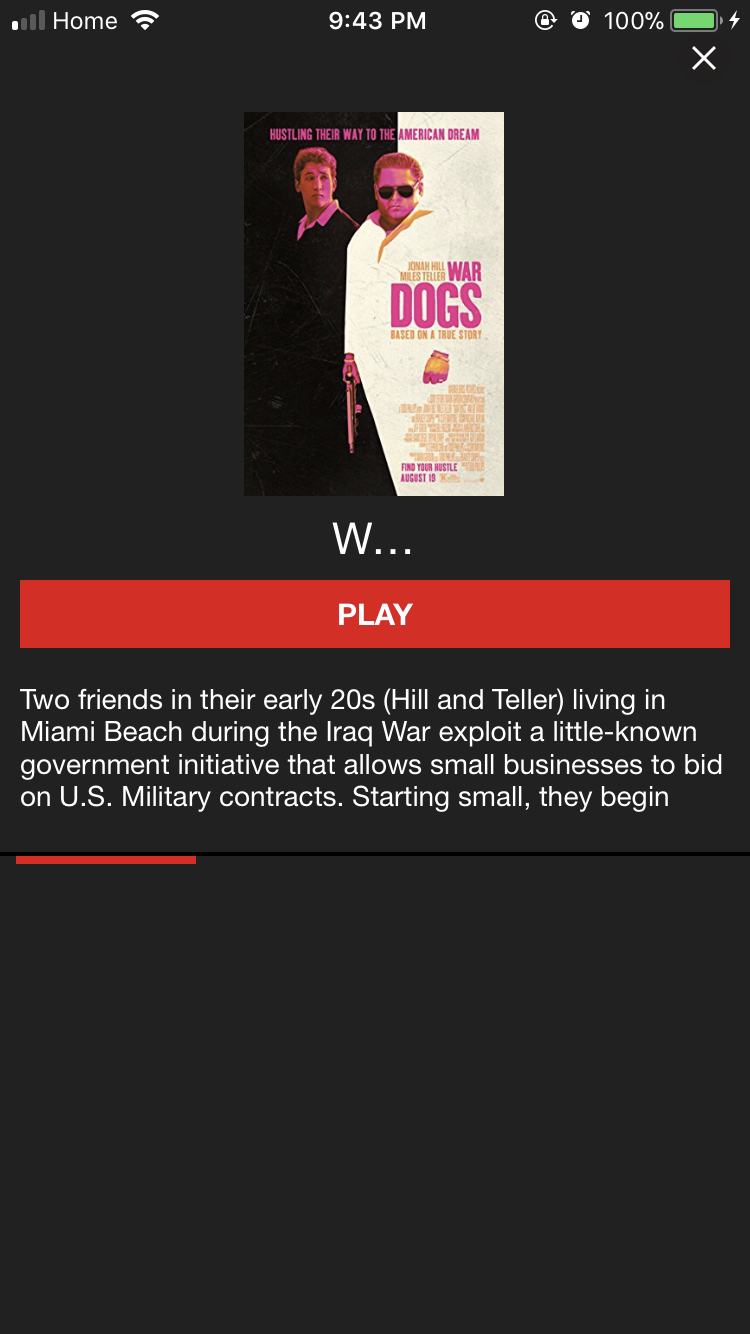 Home
9:43 PM
100%
HUSTLING THEIR WAY TO THE AMERICAN DREAM
JONAH HILL
MILES TELLER
WAR
DOGS
BASED ON A TRUE STORY
FIND YOUR HUSTLE
AUGUST 19
W...
PLAY
Two friends in their early 20s (Hill and Teller) living in
Miami Beach during the Iraq War exploit a little-known
government initiative that allows small businesses to bid
on U.S. Military contracts. Starting small, they begin